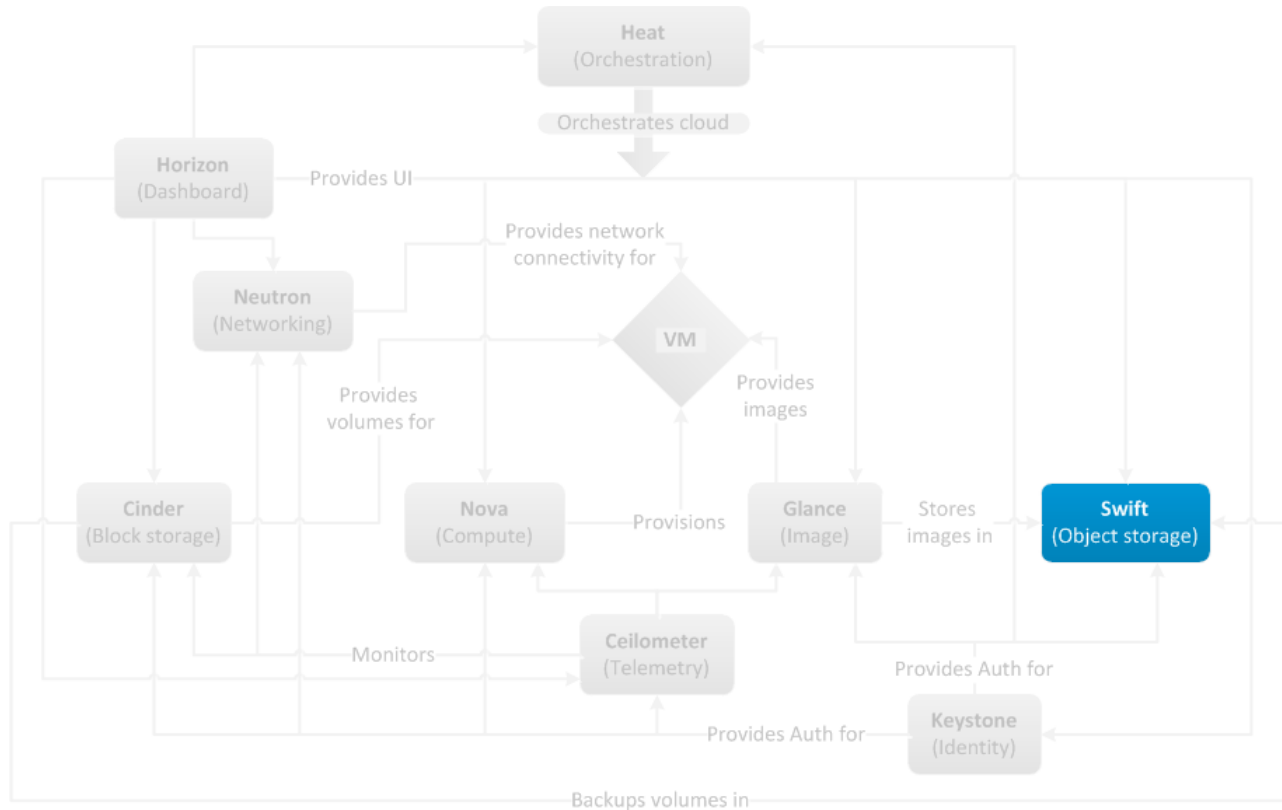 Heat
(Orchestration)
Orchestrates cloud
Horizon
(Dashboard)
Provides UI
Provides network
connectivity for
Neutron
(Networking)
VM
Provides
volumes for
Provides
images
Cinder
(Block storage)
Nova
(Compute)
Provisions
Glance
(Image)
Stores
images in
Swift
(Object storage)
Ceilometer
(Telemetry)
Monitors
Provides Auth for
Keystone
(Identity)
Provides Auth for
Backups volumes in